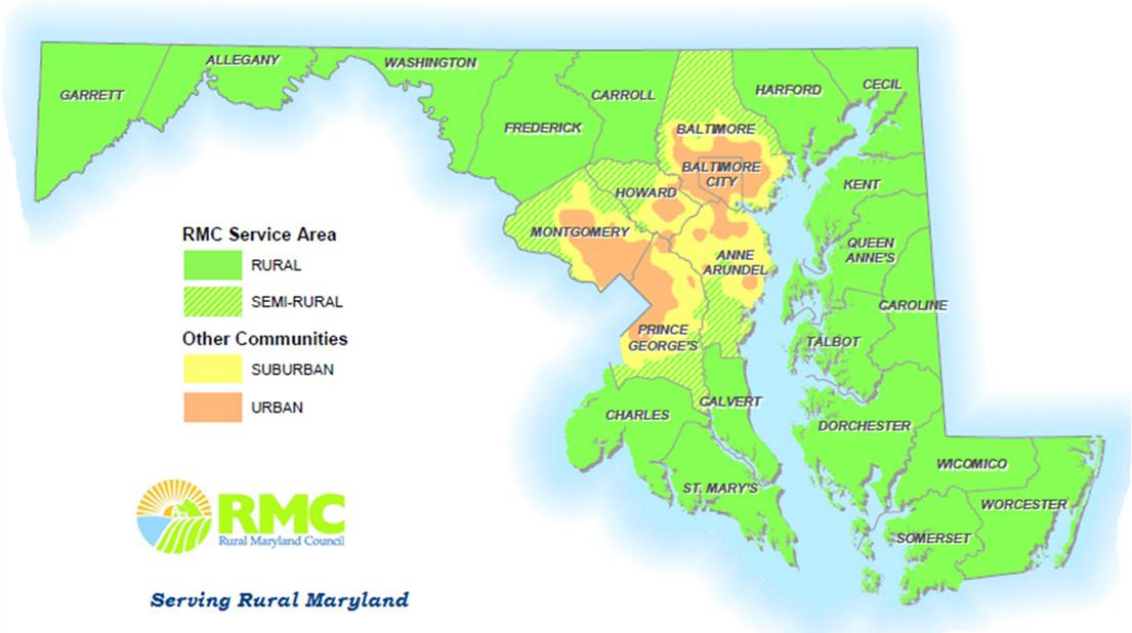 ALLEGANY
WASHINGTON
GARRETT
CARROLL
HARFORD
CECIL
FREDERICK
BALTIMORE
BALTIMORE
CITY
KENT
HOWARD
MONTGOMERY
QUEEN
ANNE'S
ANNE
ARUNDEL
CAROLINE
PRINCE
GEORGE'S
TALBOT
CALVERT
CHARLES
DORCHESTER
WICOMICO
ST. MARY'S
WORCESTER
SOMERSET
RMC Service Area
RURAL
SEMI-RURAL
Other Communities
SUBURBAN
URBAN
RMC
Rural Maryland Council
Serving Rural Maryland